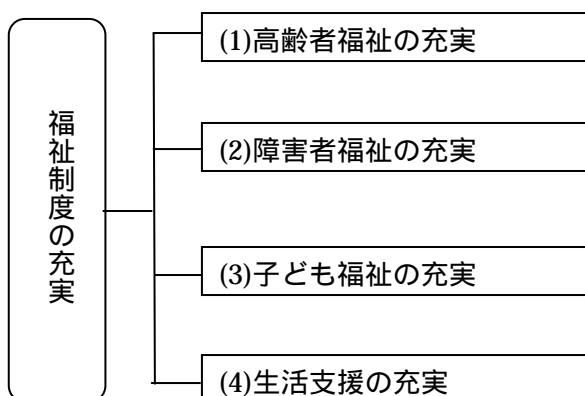 福祉制度の充実
(1)高齢者福祉の充実
(2)障害者福祉の充実
(3)子ども福祉の充実
(4)生活支援の充実